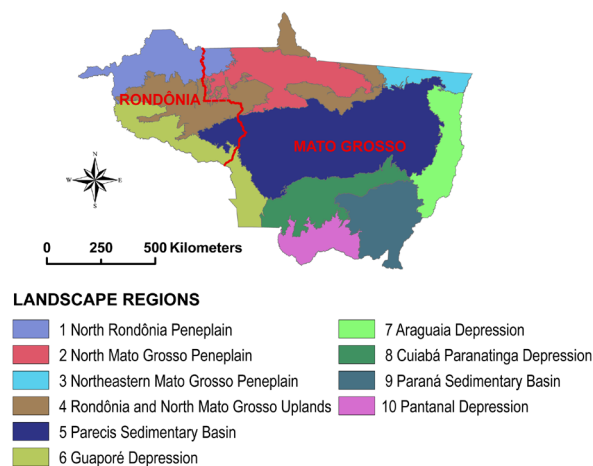 RONDÔNIA
MATO GROSSO
N
W
E
S
0 250 500 Kilometers
LANDSCAPE REGIONS
1 North Rondônia Peneplain
2 North Mato Grosso Peneplain
3 Northeastern Mato Grosso Peneplain
4 Rondônia and North Mato Grosso Uplands
5 Parecis Sedimentary Basin
6 Guaporé Depression
7 Araguaia Depression
8 Cuiabá Paranatinga Depression
9 Paraná Sedimentary Basin
10 Pantanal Depression